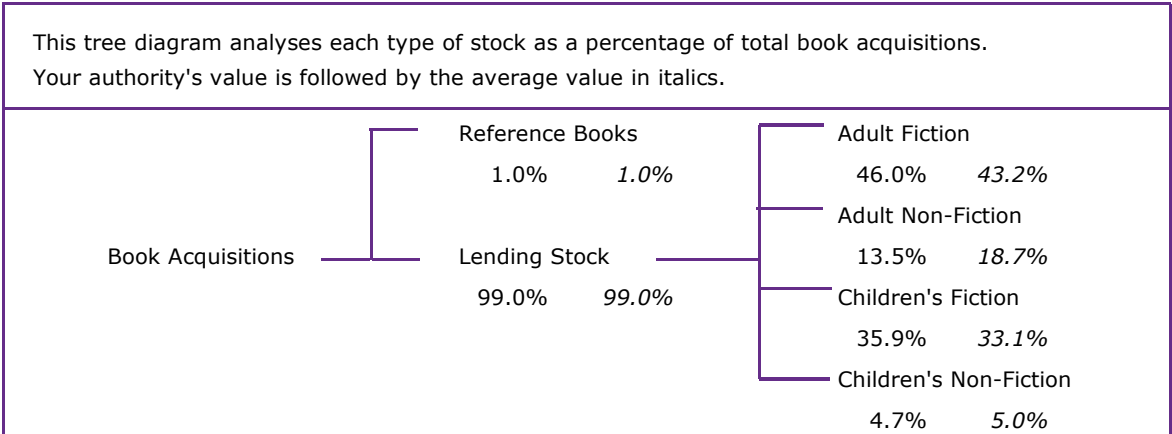 This tree diagram analyses each type of stock as a percentage of total book acquisitions.
Your authority's value is followed by the average value in italics.
Reference Books
1.0% 1.0%
Book Acquisitions
Lending Stock
99.0% 99.0%
Adult Fiction
46.0% 43.2%
Adult Non-Fiction
13.5% 18.7%
Children's Fiction
35.9% 33.1%
Children's Non-Fiction
4.7% 5.0%